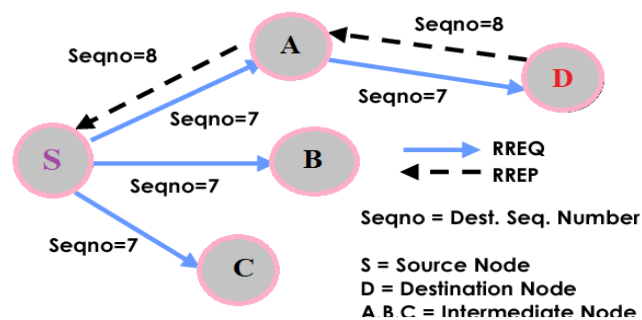 Seqno=8
Seqno=8
A
D
Seqno=7
Seqno=7
S
B
Seqno=7
Seqno=7
C
RREQ
RREP
Seqno = Dest. Seq. Number
S = Source Node
D = Destination Node
A,B,C = Intermediate Node